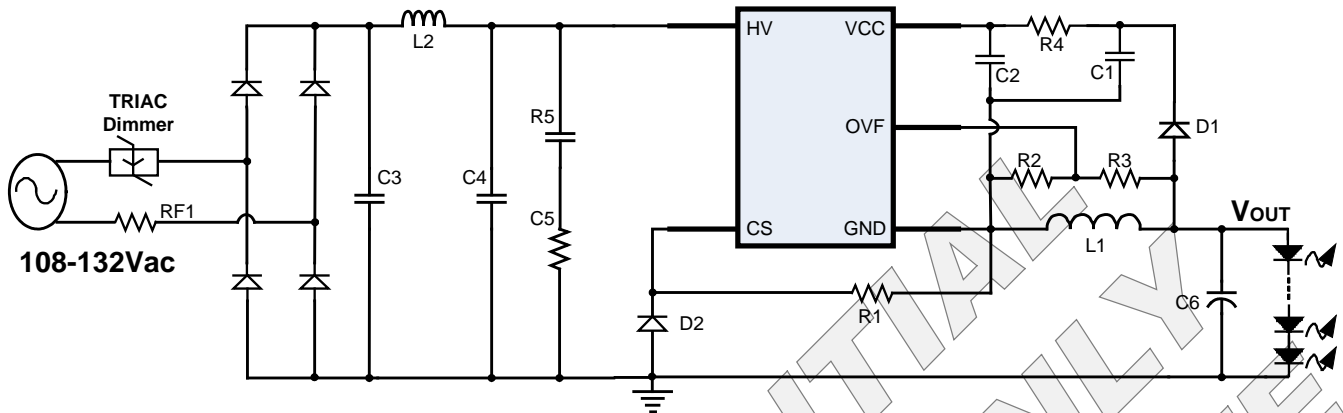 L2
HV
VCC
R4
C2
C1
TRIAC
Dimmer
R5
OVF
D1
R2
R3
C3
C4
RF1
C5
CS
GND
VOUT
L1
108-132Vac
R1
C6
D2